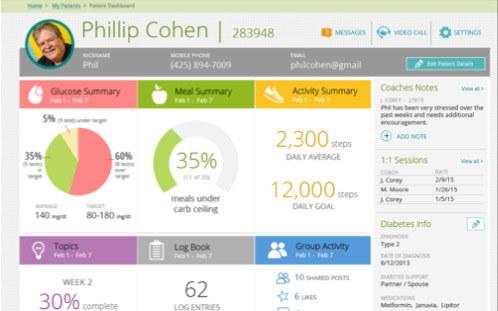 Home > My Patients > Patient Dashboard
Phillip Cohen | 283948
3 MESSAGES
VIDEO CALL
SETTINGS
NICKNAME
Phil
MOBILE PHONE
(425) 894-7009
EMAIL
philcohen@gmail
Edit Patient Details
Glucose Summary
Feb 1 - Feb 7
5% (1 test) under target
35%
(5 tests)
in
target
60%
(8 tests)
over
target
AVERAGE
140 mg/dl
TARGET
80-180 mg/dl
Meal Summary
Feb 1 - Feb 7
35%
(11 of 35)
meals under
carb ceiling
Activity Summary
Feb 1 - Feb 7
2,300 steps
DAILY AVERAGE
12,000 steps
DAILY GOAL
Coaches Notes
View all >
J. COREY - 2/9/15
Phil has been very stressed over the
past weeks and needs additional
encouragement.
ADD NOTE
1:1 Sessions
View all >
COACH DATE
J. Corey 2/9/15
M. Moore 1/26/15
J. Corey 1/5/15
Diabetes Info
DIAGNOSIS
Type 2
DATE OF DIAGNOSIS
6/12/2013
DIABETES SUPPORT
Partner / Spouse
MEDICATIONS
Metformin, Januvia, Lipitor
Topics
Feb 1 - Feb 7
WEEK 2
30% complete
Log Book
Feb 1 - Feb 7
62
LOG ENTRIES
Group Activity
Feb 1 - Feb 7
10 SHARED POSTS
6 LIKES